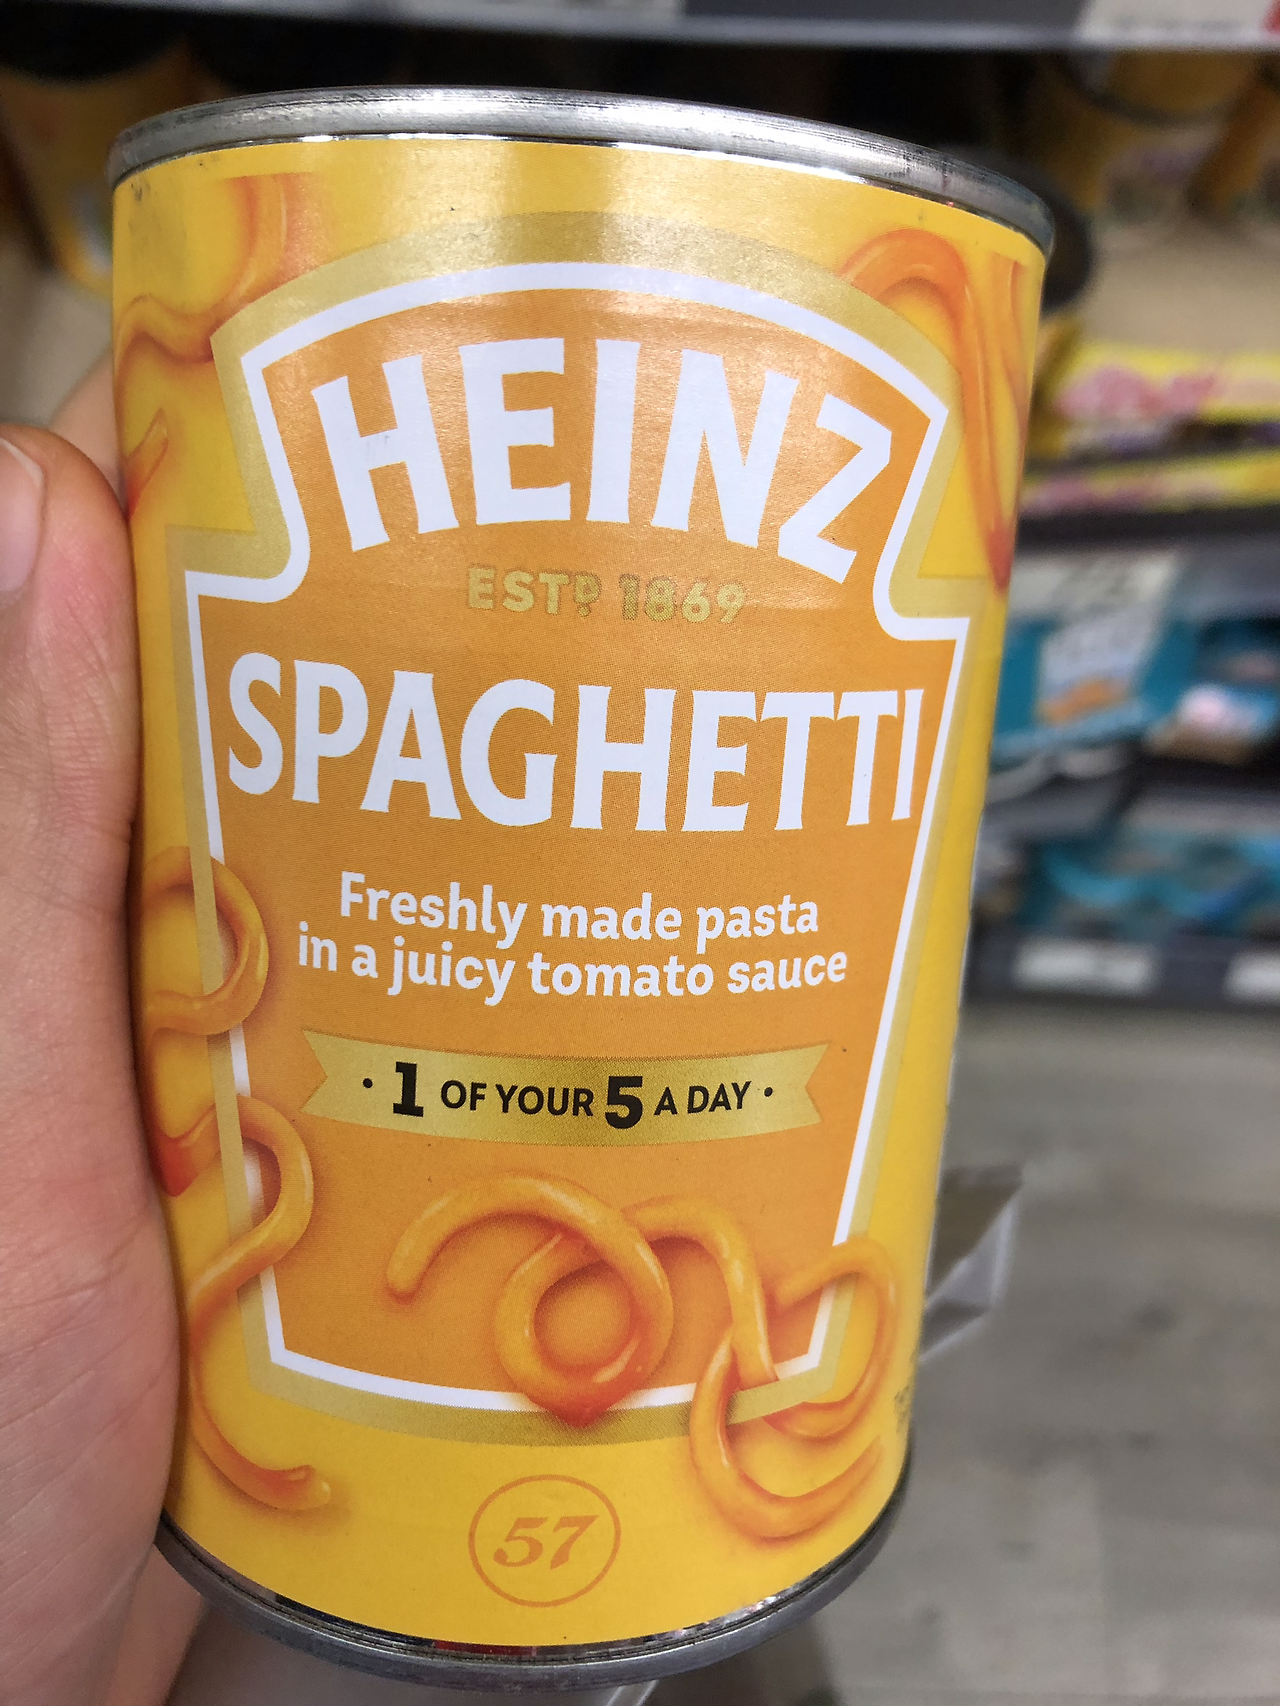 HEINZ
ESTD 1869
SPAGHETTI
Freshly made pasta
in a juicy tomato sauce
· 1 OF YOUR 5 A DAY ·
57